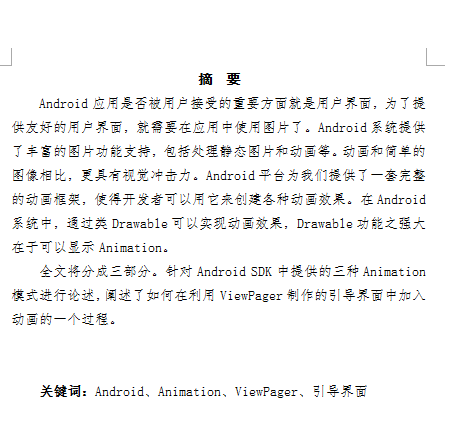 摘 要
Android 应用是否被用户接受的重要方面就是用户界面，为了提
供友好的用户界面，就需要在应用中使用图片了。Android 系统提供
了丰富的图片功能支持，包括处理静态图片和动画等。动画和简单的
图像相比，更具有视觉冲击力。Android 平台为我们提供了一套完整
的动画框架，使得开发者可以用它来创建各种动画效果。在 Android
系统中，通过类 Drawable 可以实现动画效果，Drawable 功能之强大
在于可以显示 Animation。
全文将分成三部分。针对 Android SDK 中提供的三种 Animation
模式进行论述，阐述了如何在利用 ViewPager 制作的引导界面中加入
动画的一个过程。
关键词：Android、Animation、ViewPager、引导界面